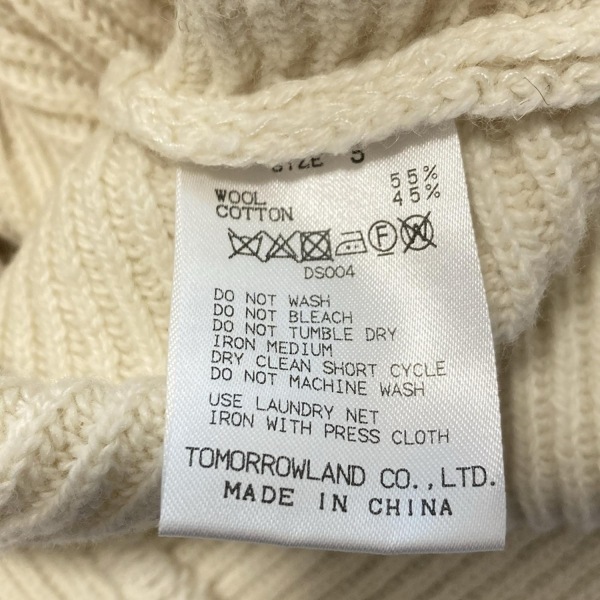 SIZE S
WOOL 55%
COTTON 45%
F W
DS004
DO NOT WASH
DO NOT BLEACH
DO NOT TUMBLE DRY
IRON MEDIUM
DRY CLEAN SHORT CYCLE
DO NOT MACHINE WASH
USE LAUNDRY NET
IRON WITH PRESS CLOTH
TOMORROWLAND CO.,LTD.
MADE IN CHINA